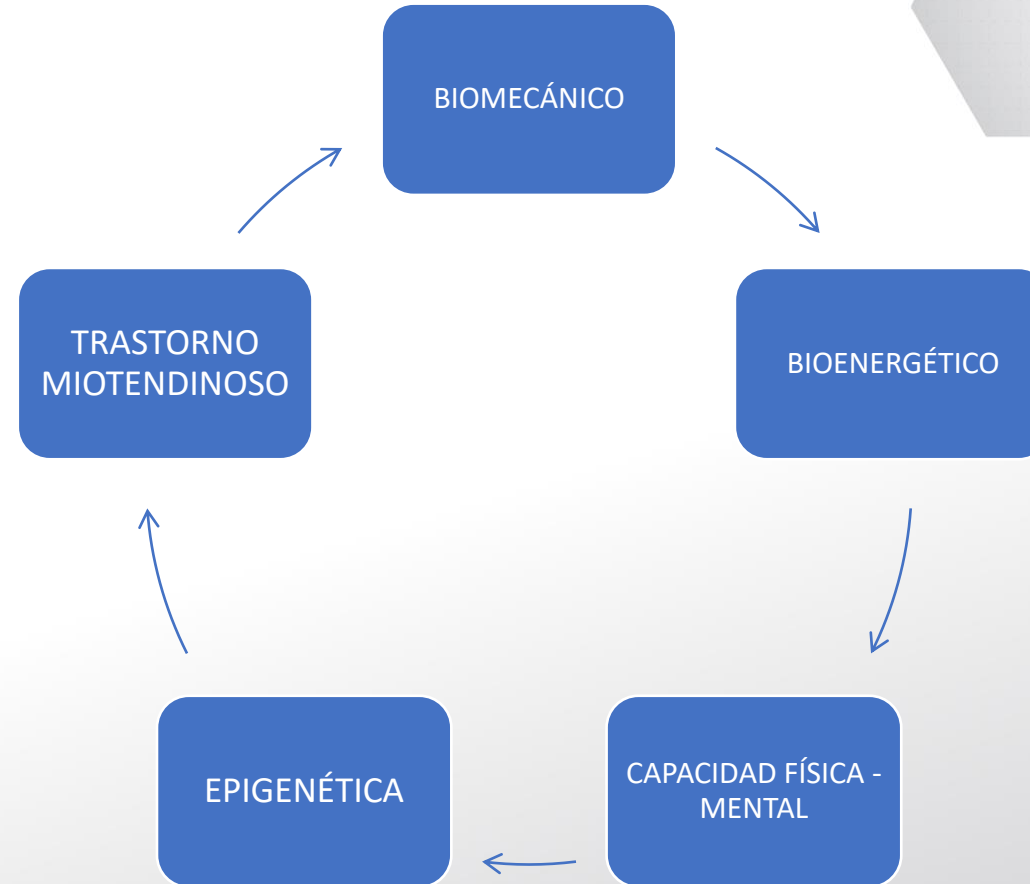 BIOMECÁNICO
BIOENERGÉTICO
CAPACIDAD FÍSICA -
MENTAL
EPIGENÉTICA
TRASTORNO
MIOTENDINOSO